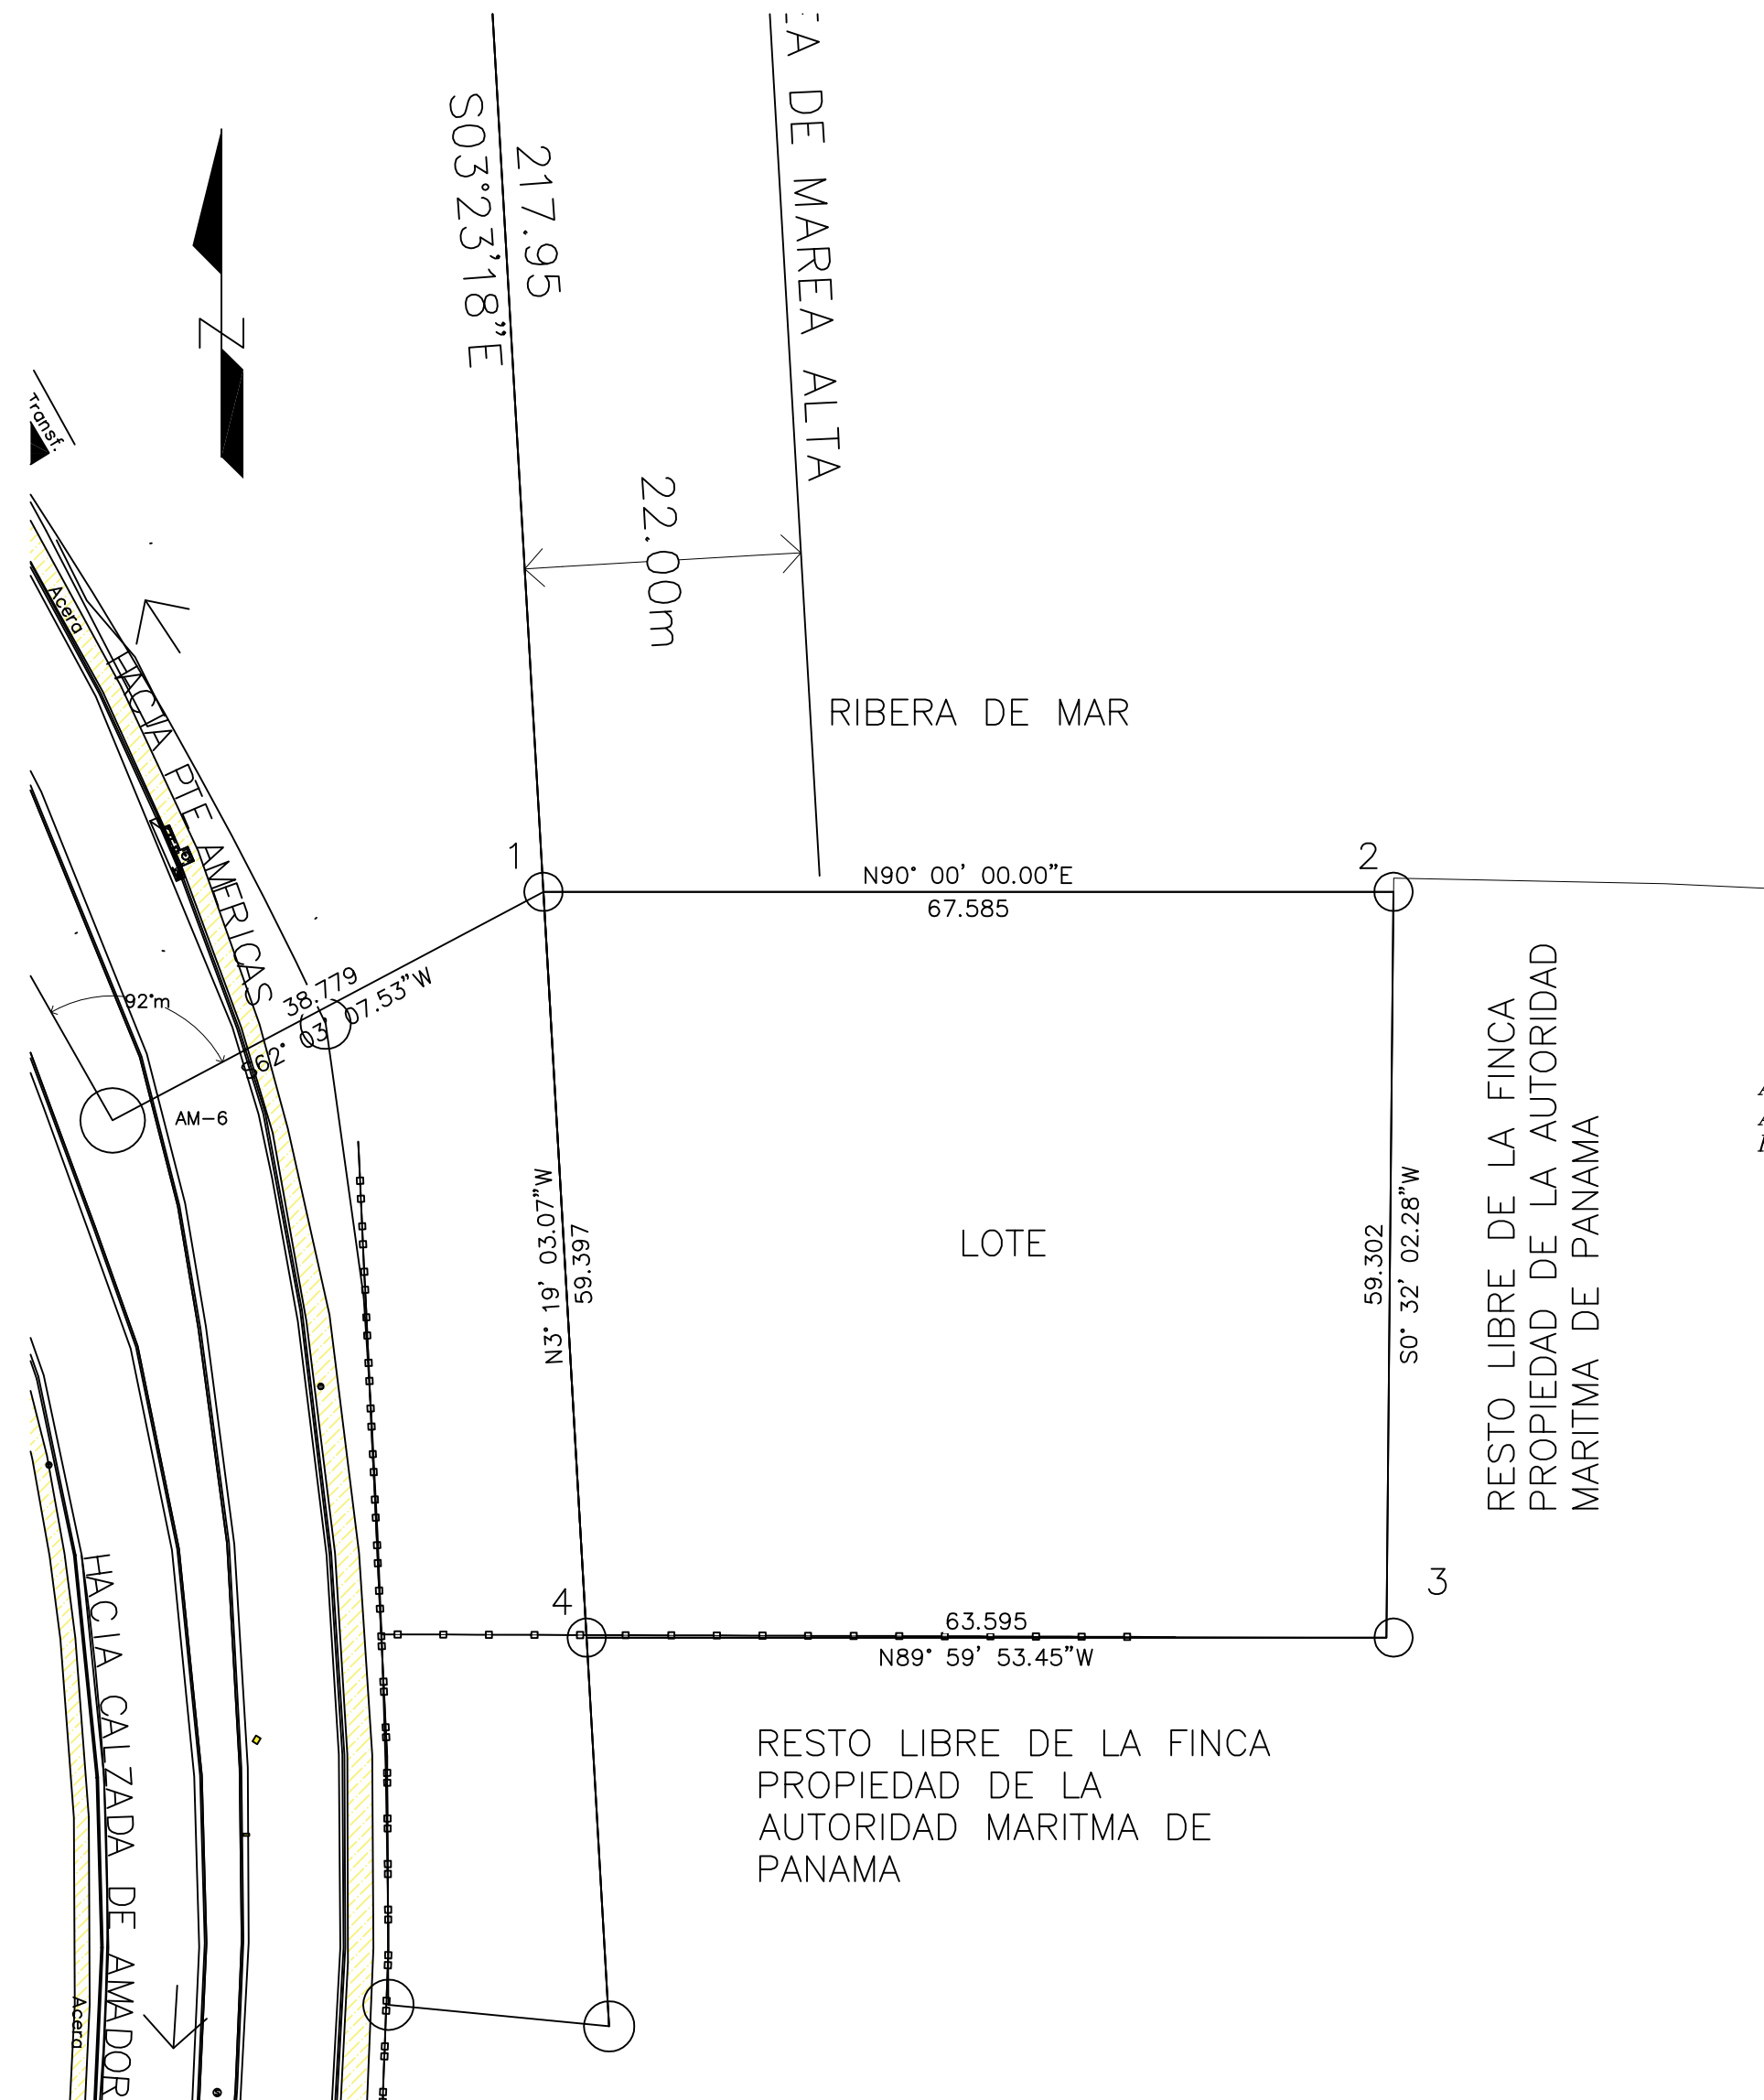 S03°23'18"E
217.95
A DE MAREA ALTA
Transf.
22.00m
Acera
HACIA PTE AMERICAS
RIBERA DE MAR
1
N90° 00' 00.00"E
67.585
2
38.779
S62° 03' 07.53"W
92°m
AM-6
N3° 19' 03.07"W
59.397
LOTE
59.302
S0° 32' 02.28"W
RESTO LIBRE DE LA FINCA
PROPIEDAD DE LA AUTORIDAD
MARITMA DE PANAMA
4
63.595
N89° 59' 53.45"W
3
RESTO LIBRE DE LA FINCA
PROPIEDAD DE LA
AUTORIDAD MARITMA DE
PANAMA
HACIA CALZADA DE AMADOR
Acera